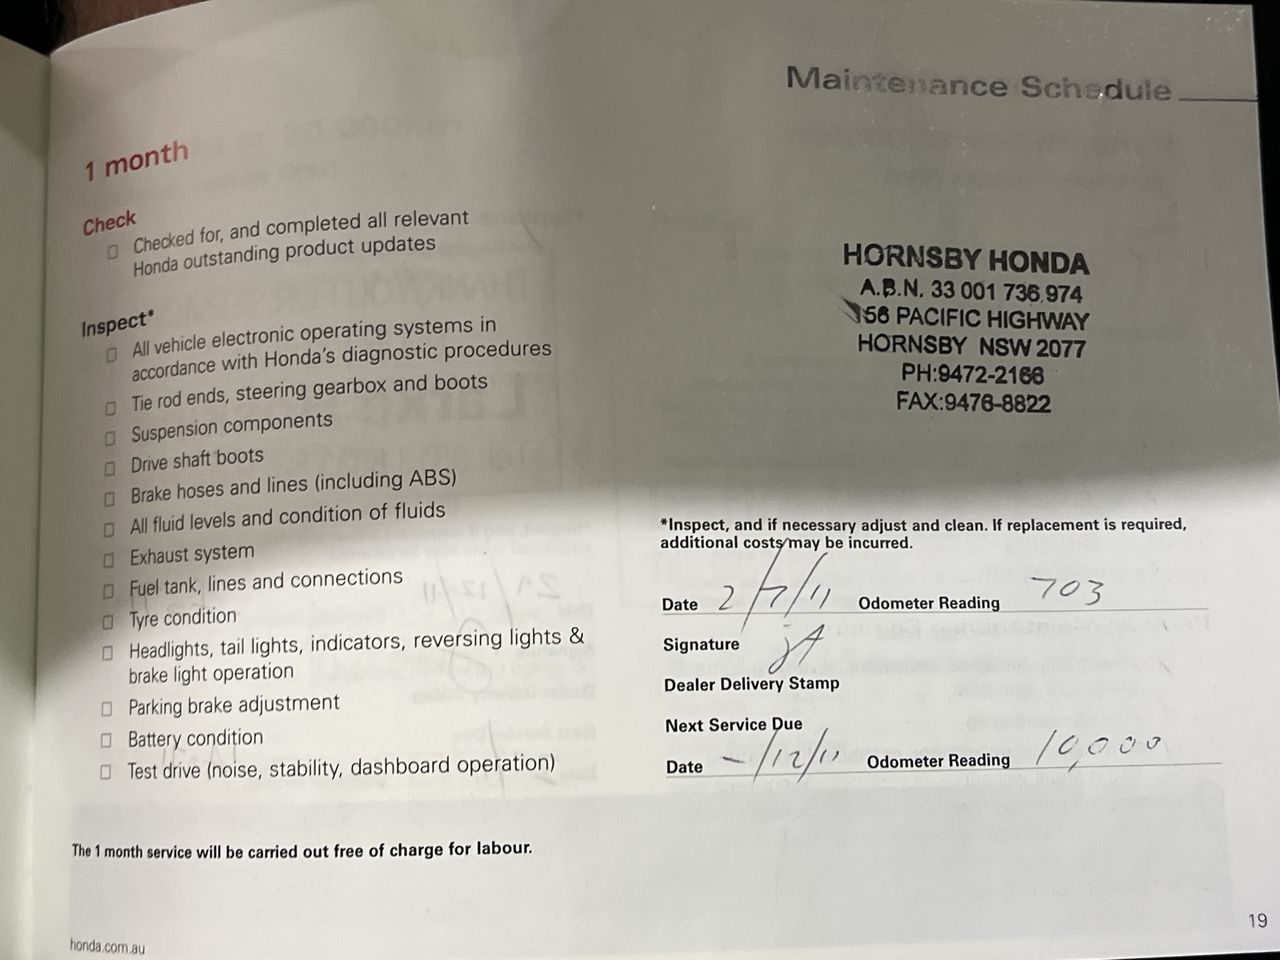 Maintenance Schedule
1 month
Check
Checked for, and completed all relevant
Honda outstanding product updates
Inspect*
All vehicle electronic operating systems in
accordance with Honda's diagnostic procedures
Tie rod ends, steering gearbox and boots
Suspension components
Drive shaft boots
Brake hoses and lines (including ABS)
All fluid levels and condition of fluids
Exhaust system
Fuel tank, lines and connections
Tyre condition
Headlights, tail lights, indicators, reversing lights &
brake light operation
Parking brake adjustment
Battery condition
Test drive (noise, stability, dashboard operation)
The 1 month service will be carried out free of charge for labour.
honda.com.au
HORNSBY HONDA
A.B.N. 33 001 736 974
156 PACIFIC HIGHWAY
HORNSBY NSW 2077
PH:9472-2166
FAX:9476-8822
*Inspect, and if necessary adjust and clean. If replacement is required,
additional costs may be incurred.
Date 2/7/11 Odometer Reading 703
Signature
Dealer Delivery Stamp
Next Service Due
Date -/12/11 Odometer Reading 10,000
19